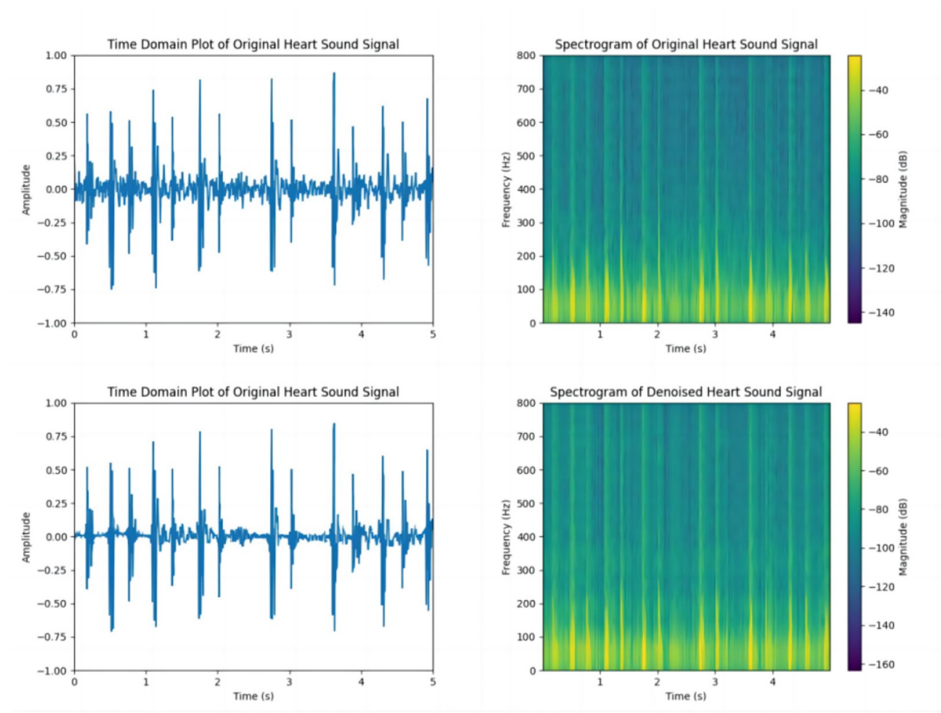 Time Domain Plot of Original Heart Sound Signal
1.00
0.75
0.50
0.25
0.00
−0.25
−0.50
−0.75
−1.00
Amplitude
0 1 2 3 4 5
Time (s)
Spectrogram of Original Heart Sound Signal
800
700
600
500
400
300
200
100
0
Frequency (Hz)
1 2 3 4
Time (s)
−40
−60
−80
−100
−120
−140
Magnitude (dB)
Time Domain Plot of Original Heart Sound Signal
1.00
0.75
0.50
0.25
0.00
−0.25
−0.50
−0.75
−1.00
Amplitude
0 1 2 3 4 5
Time (s)
Spectrogram of Denoised Heart Sound Signal
800
700
600
500
400
300
200
100
0
Frequency (Hz)
1 2 3 4
Time (s)
−40
−60
−80
−100
−120
−140
−160
Magnitude (dB)